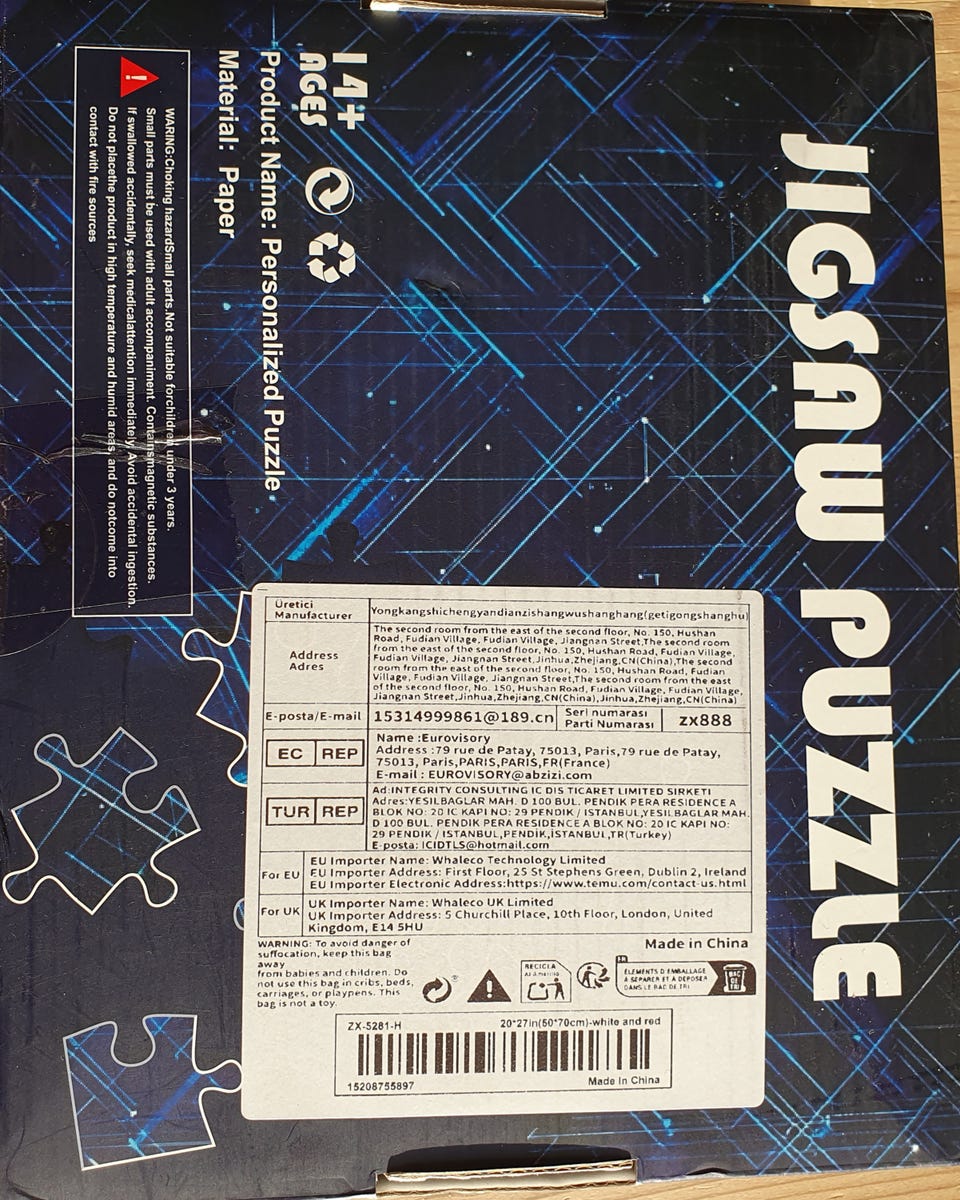 JIGSAW PUZZLE
14+
AGES
Product Name: Personalized Puzzle
Material: Paper
WARING:Choking hazardSmall parts.Not suitable forchildren under 3 years.
Small parts must be used with adult accompaniment. Containsmagnetic substances.
If swallowed accidentally, seek medicalattention immediately. Avoid accidental ingestion.
Do not placethe product in high temperature and humid areas, and do notcome into
contact with fire sources
Üretici
Manufacturer
Yongkangshichengyandianzishangwushanghang(getigongshanghu)
Address
Adres
The second room from the east of the second floor, No. 150, Hushan
Road, Fudian Village, Fudian Village, Jiangnan Street,The second room
from the east of the second floor, No. 150, Hushan Road, Fudian Village,
Fudian Village, Jiangnan Street,Jinhua,Zhejiang,CN(China),The second
room from the east of the second floor, No. 150, Hushan Road, Fudian
Village, Fudian Village, Jiangnan Street,The second room from the east
of the second floor, No. 150, Hushan Road, Fudian Village, Fudian Village,
Jiangnan Street,Jinhua,Zhejiang,CN(China),Jinhua,Zhejiang,CN(China)
E-posta/E-mail
15314999861@189.cn
Seri numarası
Parti Numarası
zx888
EC REP
Name :Eurovisory
Address :79 rue de Patay, 75013, Paris,79 rue de Patay,
75013, Paris,PARIS,PARIS,FR(France)
E-mail : EUROVISORY@abzizi.com
TUR REP
Ad:INTEGRITY CONSULTING IC DIS TICARET LIMITED SIRKETI
Adres:YESILBAGLAR MAH. D 100 BUL. PENDIK PERA RESIDENCE A
BLOK NO: 20 IC KAPI NO: 29 PENDIK / ISTANBUL,YESILBAGLAR MAH.
D 100 BUL. PENDIK PERA RESIDENCE A BLOK NO: 20 IC KAPI NO:
29 PENDIK / ISTANBUL,PENDIK,İSTANBUL,TR(Turkey)
E-posta: ICIDTLS@hotmail.com
For EU
EU Importer Name: Whaleco Technology Limited
EU Importer Address: First Floor, 25 St Stephens Green, Dublin 2, Ireland
EU Importer Electronic Address:https://www.temu.com/contact-us.html
For UK
UK Importer Name: Whaleco UK Limited
UK Importer Address: 5 Churchill Place, 10th Floor, London, United
Kingdom, E14 5HU
WARNING: To avoid danger of
suffocation, keep this bag
away
from babies and children. Do
not use this bag in cribs, beds,
carriages, or playpens. This
bag is not a toy.
Made in China
RECICLA
FR
ÉLÉMENTS D'EMBALLAGE
À SÉPARER ET À DÉPOSER
DANS LE BAC DE TRI
BAC
DE
TRI
ZX-5281-H
20*27in(50*70cm)-white and red
15208755897
Made In China